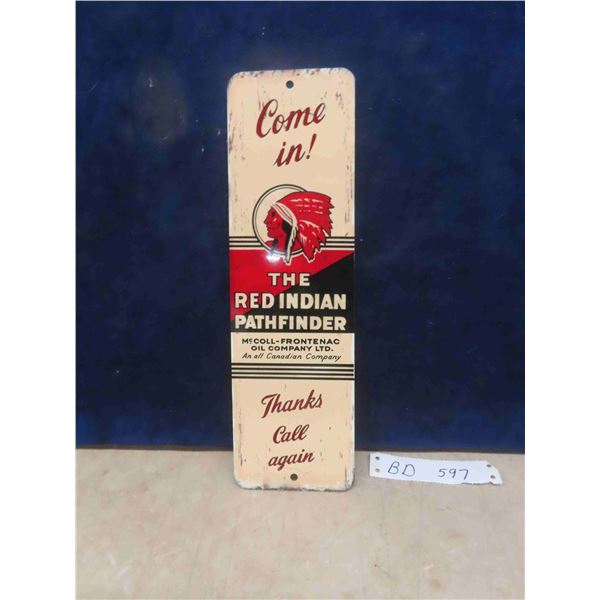 Come
in!
THE
RED INDIAN
PATHFINDER
McCOLL-FRONTENAC
OIL COMPANY LTD.
An all Canadian Company
Thanks
Call
again
BD 597